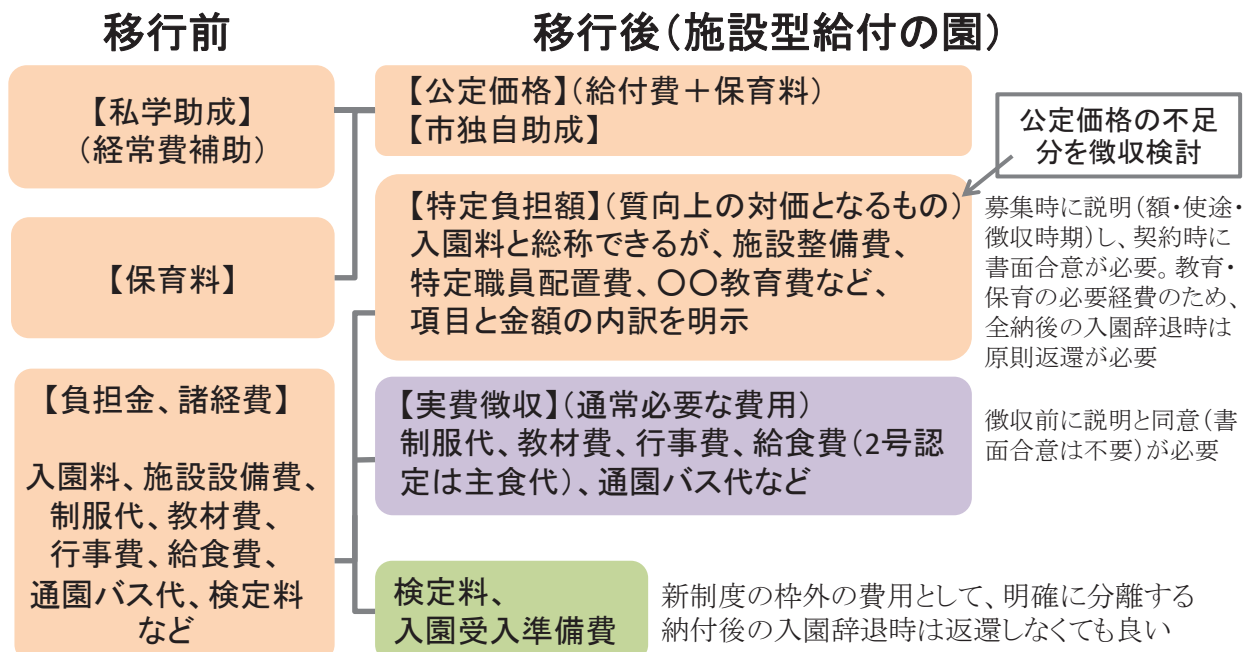 移行前
移行後(施設型給付の園)
【私学助成】
(経常費補助)
【保育料】
【負担金、諸経費】
入園料、施設設備費、
制服代、教材費、
行事費、給食費、
通園バス代、検定料
など
【公定価格】(給付費+保育料)
【市独自助成】
公定価格の不足
分を徴収検討
【特定負担額】(質向上の対価となるもの)
入園料と総称できるが、施設整備費、
特定職員配置費、〇〇教育費など、
項目と金額の内訳を明示
募集時に説明(額・使途・
徴収時期)し、契約時に
書面合意が必要。教育・
保育の必要経費のため、
全納後の入園辞退時は
原則返還が必要
【実費徴収】(通常必要な費用)
制服代、教材費、行事費、給食費(2号認
定は主食代)、通園バス代など
徴収前に説明と同意(書
面合意は不要)が必要
検定料、
入園受入準備費
新制度の枠外の費用として、明確に分離する
納付後の入園辞退時は返還しなくても良い